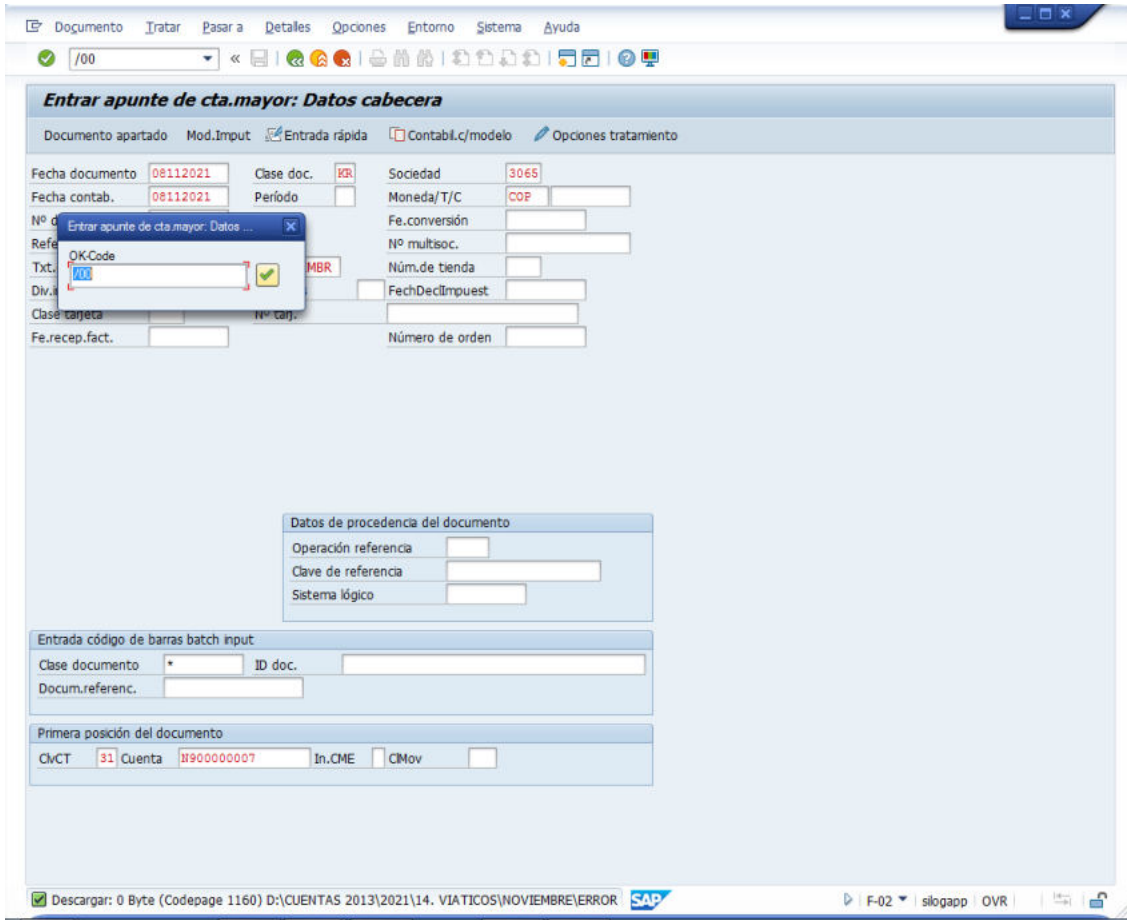 Documento Tratar Pasar a Detalles Opciones Entorno Sistema Ayuda
/00
Entrar apunte de cta.mayor: Datos cabecera
Documento apartado Mod.Imput Entrada rápida Contabil.c/modelo Opciones tratamiento
Fecha documento 08112021 Clase doc. KR Sociedad 3065
Fecha contab. 08112021 Período Moneda/T/C COP
Nº d Fe.conversión
Entrar apunte de cta.mayor: Datos ...
Refe Nº multisoc.
OK-Code
Txt. /00 MBR Núm.de tienda
Div.i FechDeclImpuest
Clase tarjeta Nº tarj.
Fe.recep.fact. Número de orden
Datos de procedencia del documento
Operación referencia
Clave de referencia
Sistema lógico
Entrada código de barras batch input
Clase documento * ID doc.
Docum.referenc.
Primera posición del documento
ClvCT 31 Cuenta N900000007 In.CME ClMov
Descargar: 0 Byte (Codepage 1160) D:\CUENTAS 2013\2021\14. VIATICOS\NOVIEMBRE\ERROR SAP F-02 silogapp OVR